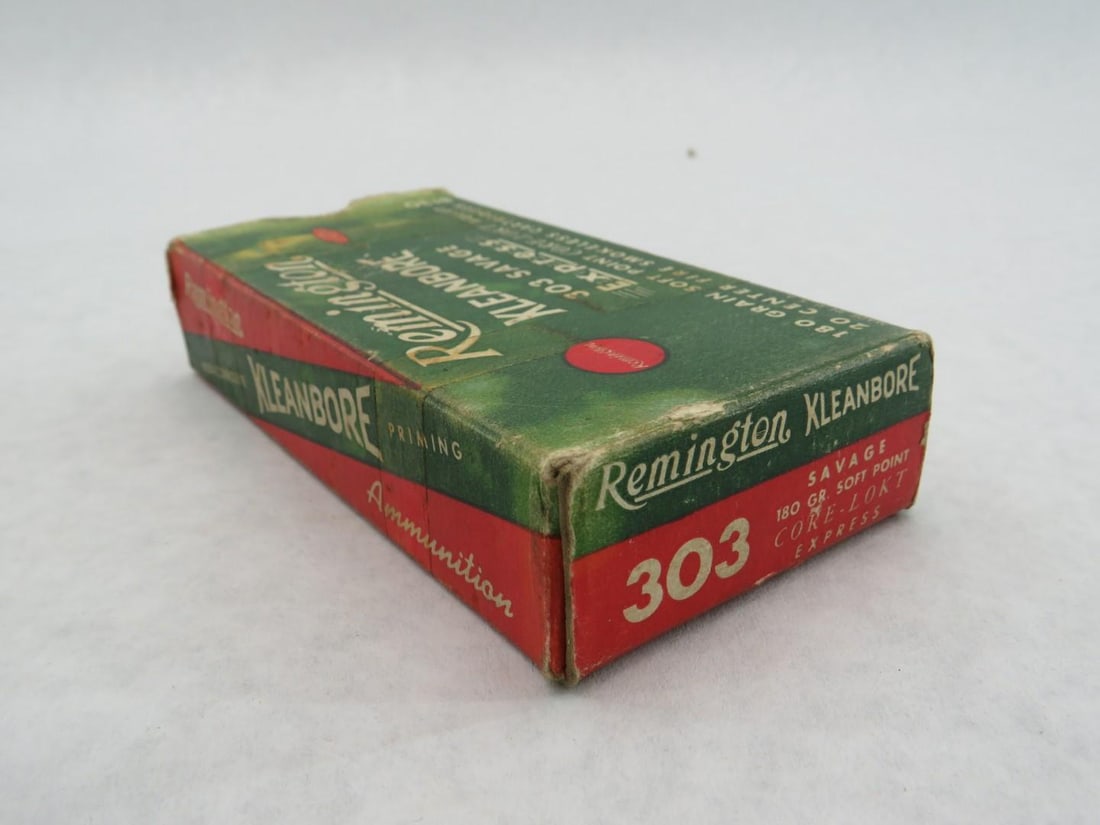 Remington
KLEANBORE
303 SAVAGE
EXPRESS
180 GRAIN SOFT POINT
20 CENTER FIRE SMOKELESS CARTRIDGES
Remington
Remington
KLEANBORE
PRIMING
Ammunition
Remington KLEANBORE
303
SAVAGE
180 GR. SOFT POINT
CORE-LOKT
EXPRESS